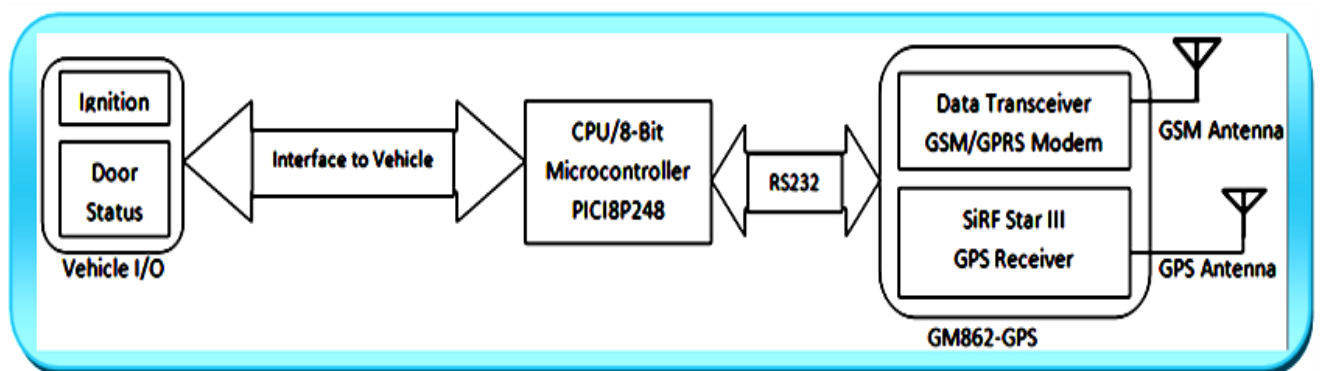 Ignition
Door
Status
Vehicle I/O
Interface to Vehicle
CPU/8-Bit
Microcontroller
PICI8P248
RS232
Data Transceiver
GSM/GPRS Modem
SiRF Star III
GPS Receiver
GM862-GPS
GSM Antenna
GPS Antenna